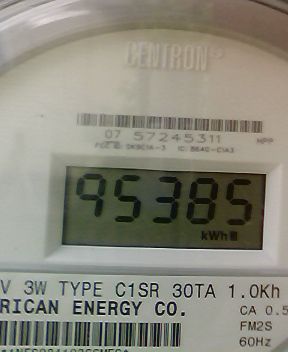 CENTRON
07 57245311
95385
kWh
V 3W TYPE C1SR 30TA 1.0Kh
RICAN ENERGY CO.
CA 0.5
FM2S
60Hz